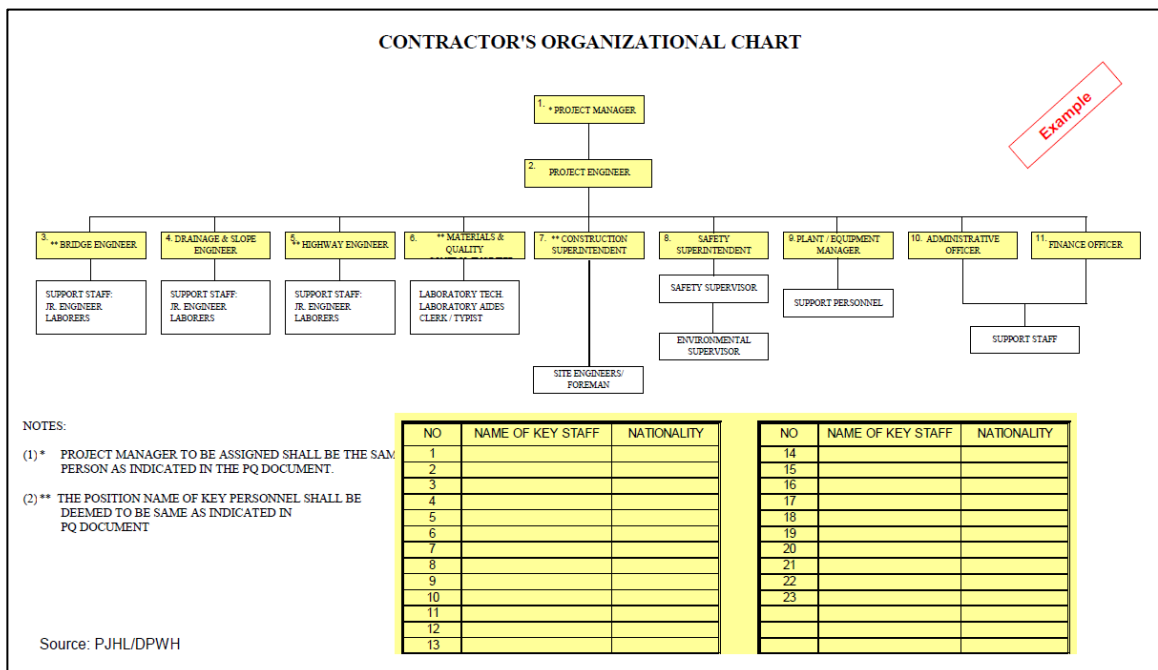 CONTRACTOR'S ORGANIZATIONAL CHART
Example
1.
* PROJECT MANAGER
2.
PROJECT ENGINEER
3.
** BRIDGE ENGINEER
4. DRAINAGE & SLOPE
ENGINEER
5.
** HIGHWAY ENGINEER
6.
** MATERIALS &
QUALITY
7. ** CONSTRUCTION
SUPERINTENDENT
8.
SAFETY
SUPERINTENDENT
9. PLANT / EQUIPMENT
MANAGER
10. ADMINISTRATIVE
OFFICER
11.
FINANCE OFFICER
SUPPORT STAFF:
JR. ENGINEER
LABORERS
SUPPORT STAFF:
JR. ENGINEER
LABORERS
SUPPORT STAFF:
JR. ENGINEER
LABORERS
LABORATORY TECH.
LABORATORY AIDES
CLERK / TYPIST
SAFETY SUPERVISOR
SUPPORT PERSONNEL
ENVIRONMENTAL
SUPERVISOR
SUPPORT STAFF
SITE ENGINEERS/
FOREMAN
NOTES:
(1) * PROJECT MANAGER TO BE ASSIGNED SHALL BE THE SAM
PERSON AS INDICATED IN THE PQ DOCUMENT.
(2) ** THE POSITION NAME OF KEY PERSONNEL SHALL BE
DEEMED TO BE SAME AS INDICATED IN
PQ DOCUMENT
NO NAME OF KEY STAFF NATIONALITY
1
2
3
4
5
6
7
8
9
10
11
12
13
NO NAME OF KEY STAFF NATIONALITY
14
15
16
17
18
19
20
21
22
23
Source: PJHL/DPWH